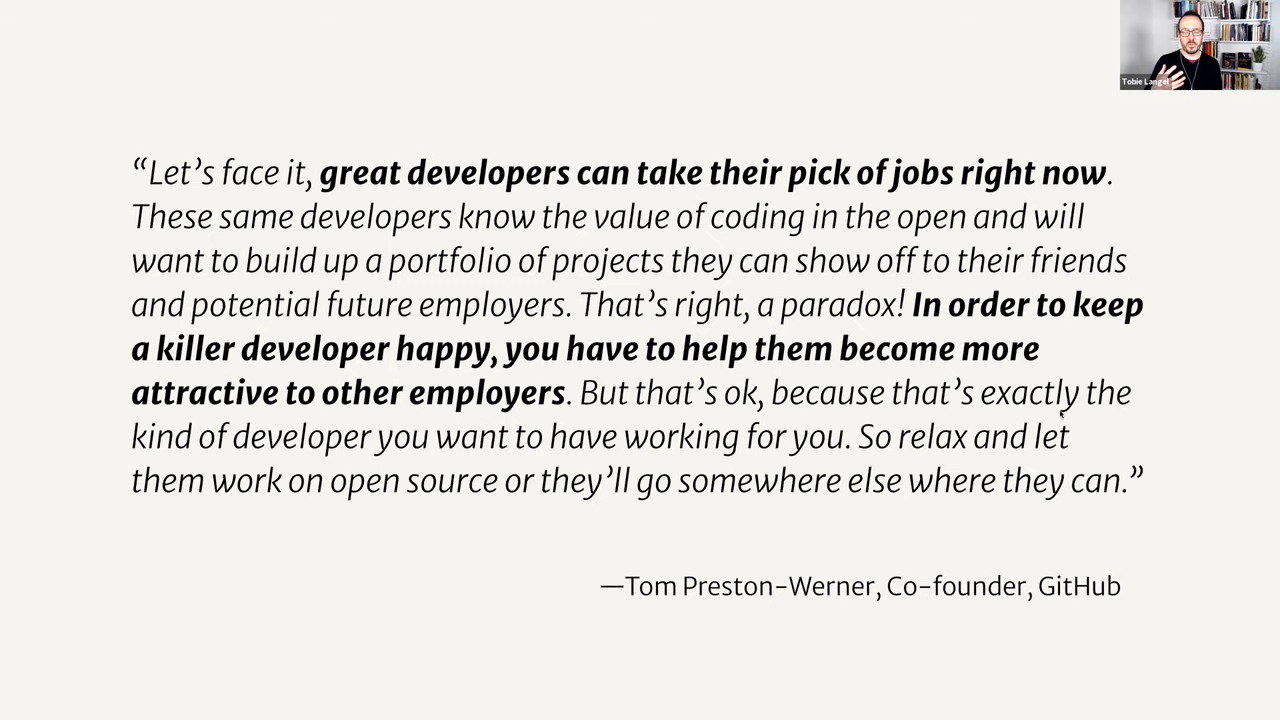 Tobie Langel
“Let’s face it, great developers can take their pick of jobs right now.
These same developers know the value of coding in the open and will
want to build up a portfolio of projects they can show off to their friends
and potential future employers. That’s right, a paradox! In order to keep
a killer developer happy, you have to help them become more
attractive to other employers. But that’s ok, because that’s exactly the
kind of developer you want to have working for you. So relax and let
them work on open source or they’ll go somewhere else where they can.”
—Tom Preston-Werner, Co-founder, GitHub